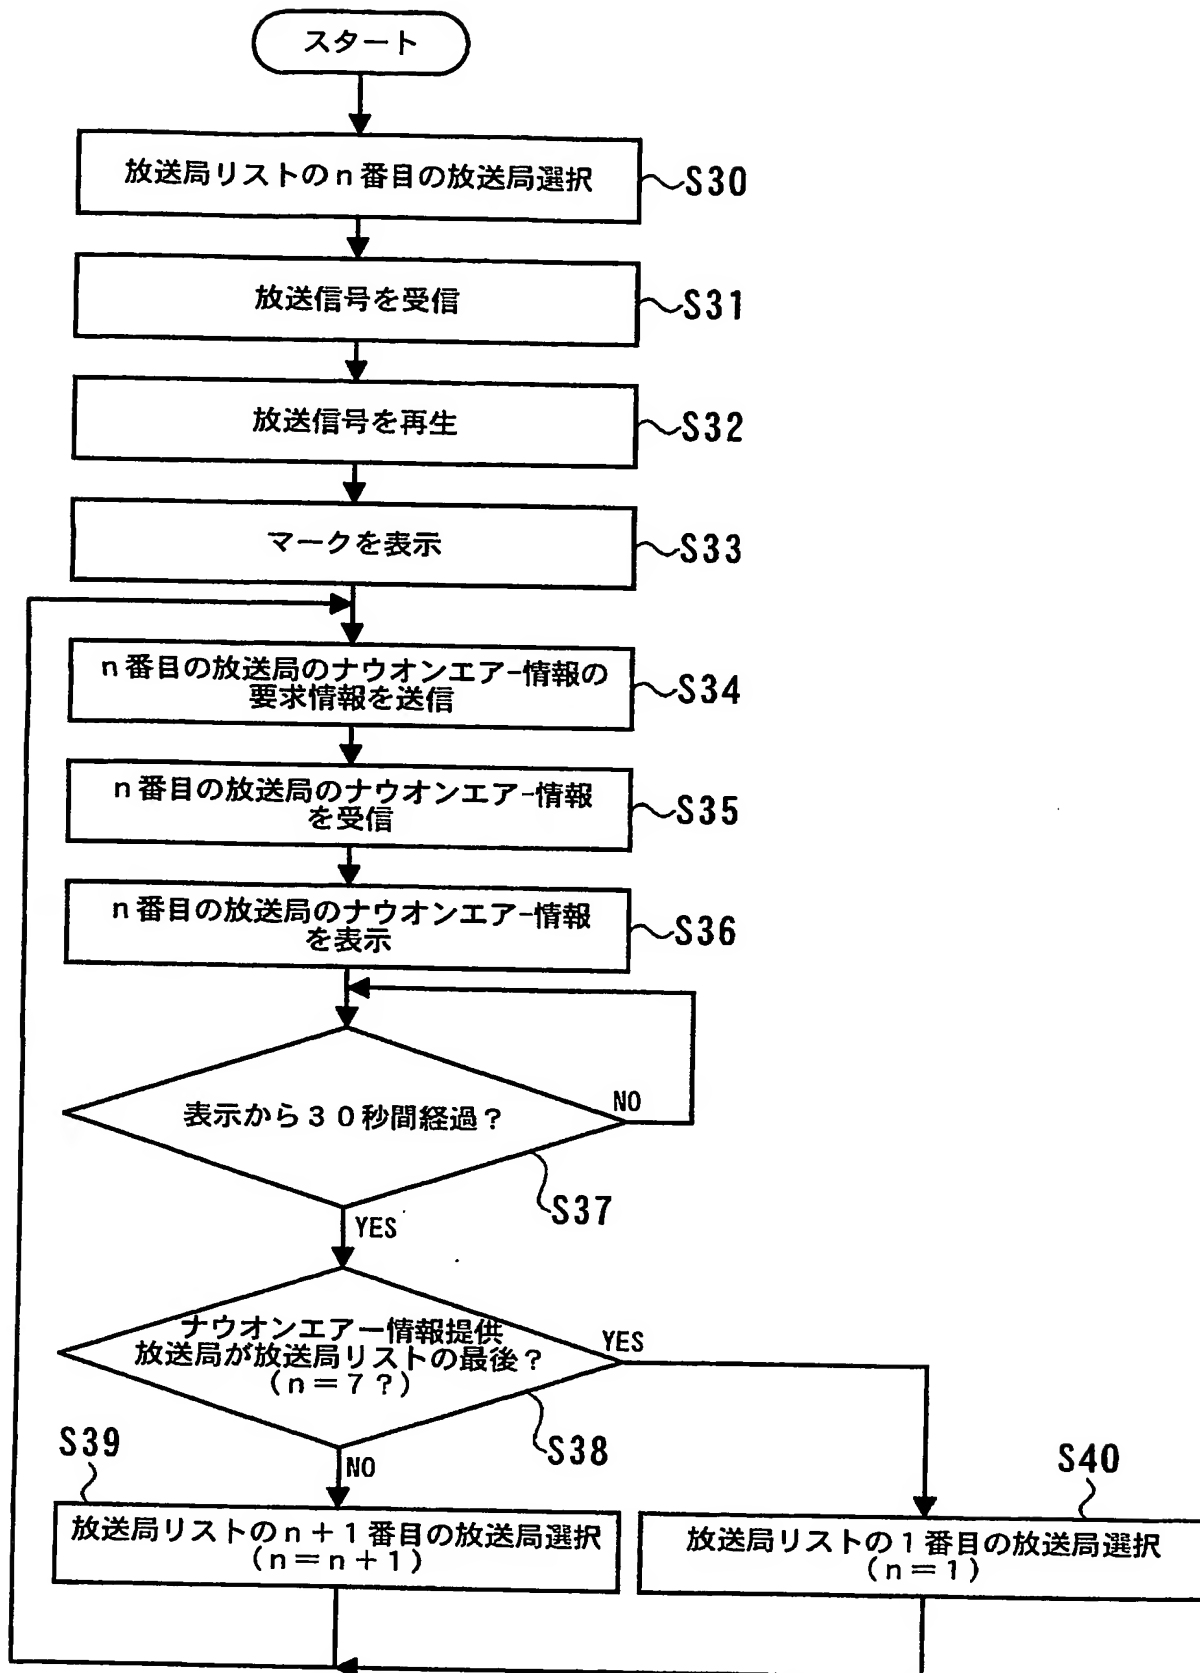 スタート
放送局リストのn番目の放送局選択
S30
放送信号を受信
S31
放送信号を再生
S32
マークを表示
S33
n番目の放送局のナウオンエアー情報の
要求情報を送信
S34
n番目の放送局のナウオンエアー情報
を受信
S35
n番目の放送局のナウオンエアー情報
を表示
S36
表示から30秒間経過?
NO
S37
YES
ナウオンエアー情報提供
放送局が放送局リストの最後?
(n=7?)
YES
S38
NO
S39
放送局リストのn+1番目の放送局選択
(n=n+1)
S40
放送局リストの1番目の放送局選択
(n=1)